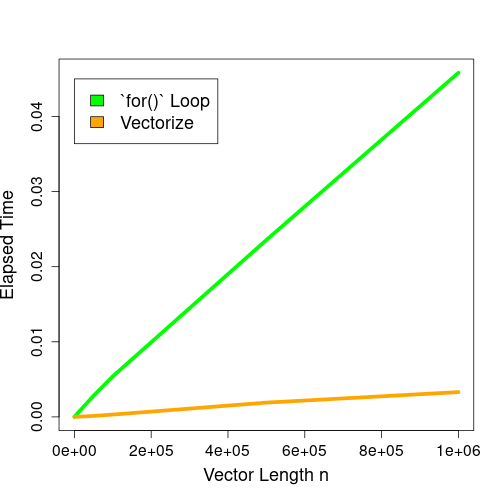 `for()` Loop
Vectorize
Elapsed Time
0.04
0.03
0.02
0.01
0.00
0e+00 2e+05 4e+05 6e+05 8e+05 1e+06
Vector Length n